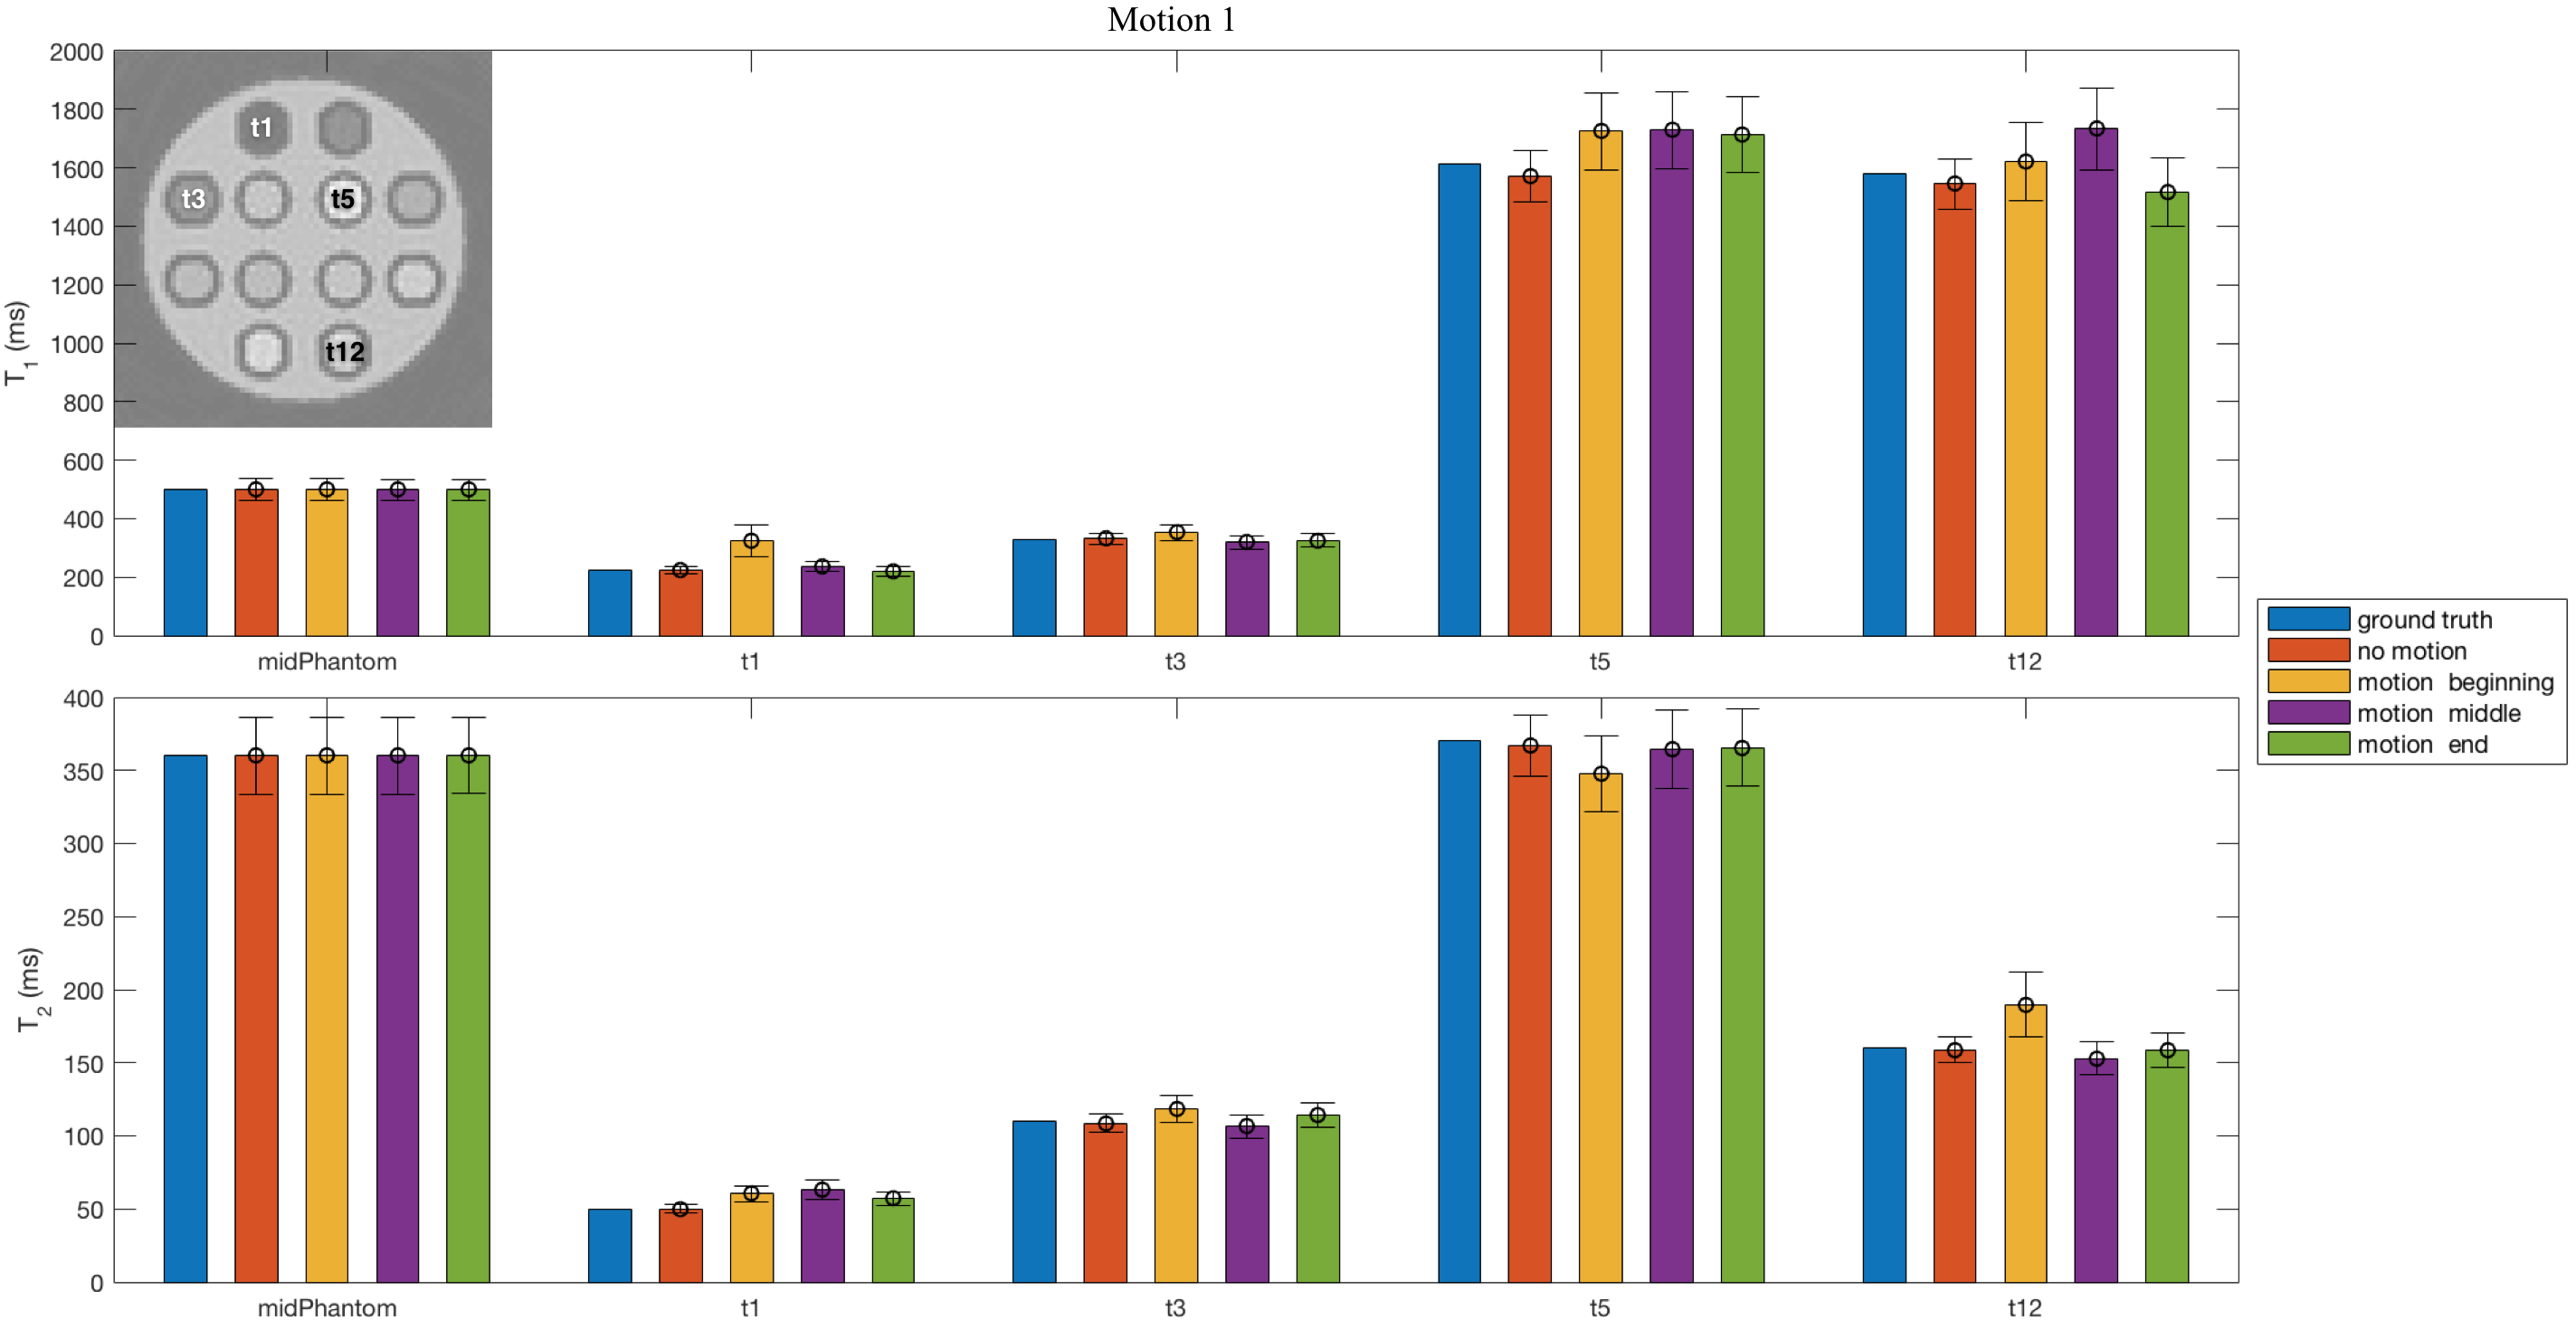 Motion 1
2000
1800
1600
1400
1200
1000
800
600
400
200
0
T1 (ms)
t1
t3
t5
t12
midPhantom t1 t3 t5 t12
400
350
300
250
200
150
100
50
0
T2 (ms)
midPhantom t1 t3 t5 t12
ground truth
no motion
motion beginning
motion middle
motion end